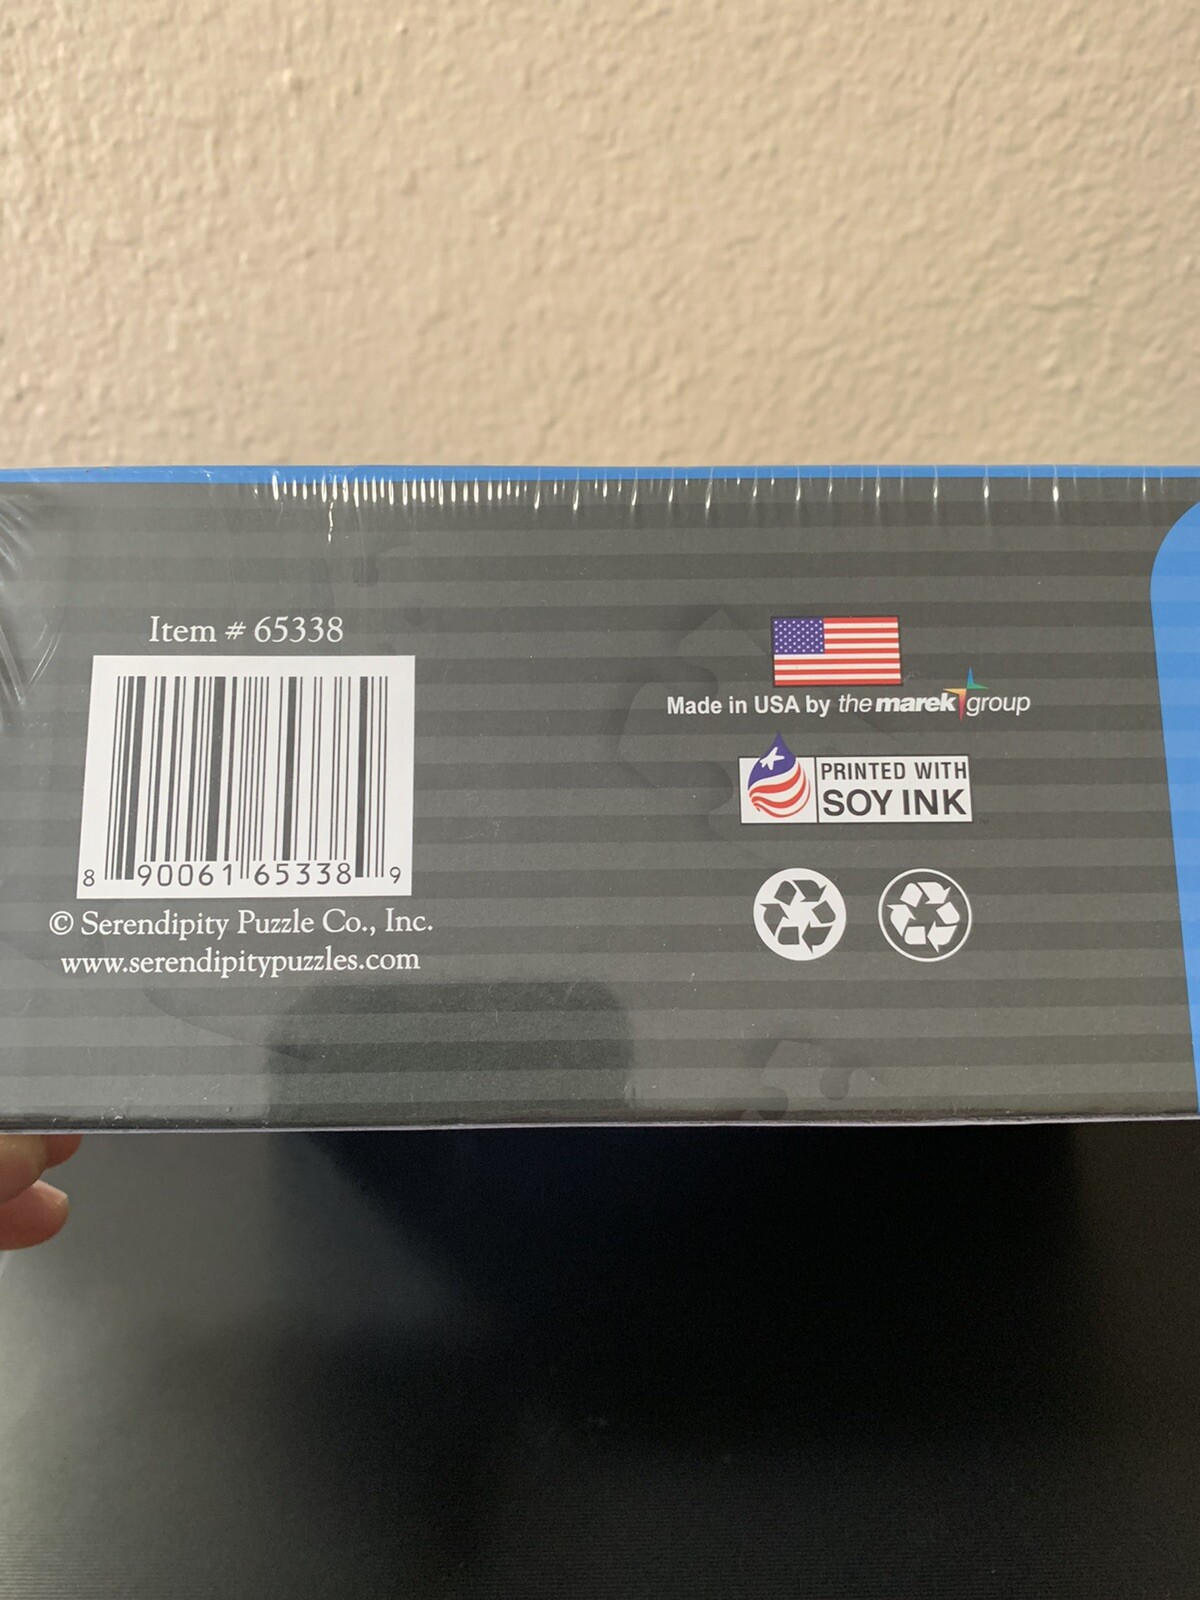 Item # 65338
8 90061 65338 9
© Serendipity Puzzle Co., Inc.
www.serendipitypuzzles.com
Made in USA by the marek group
PRINTED WITH
SOY INK